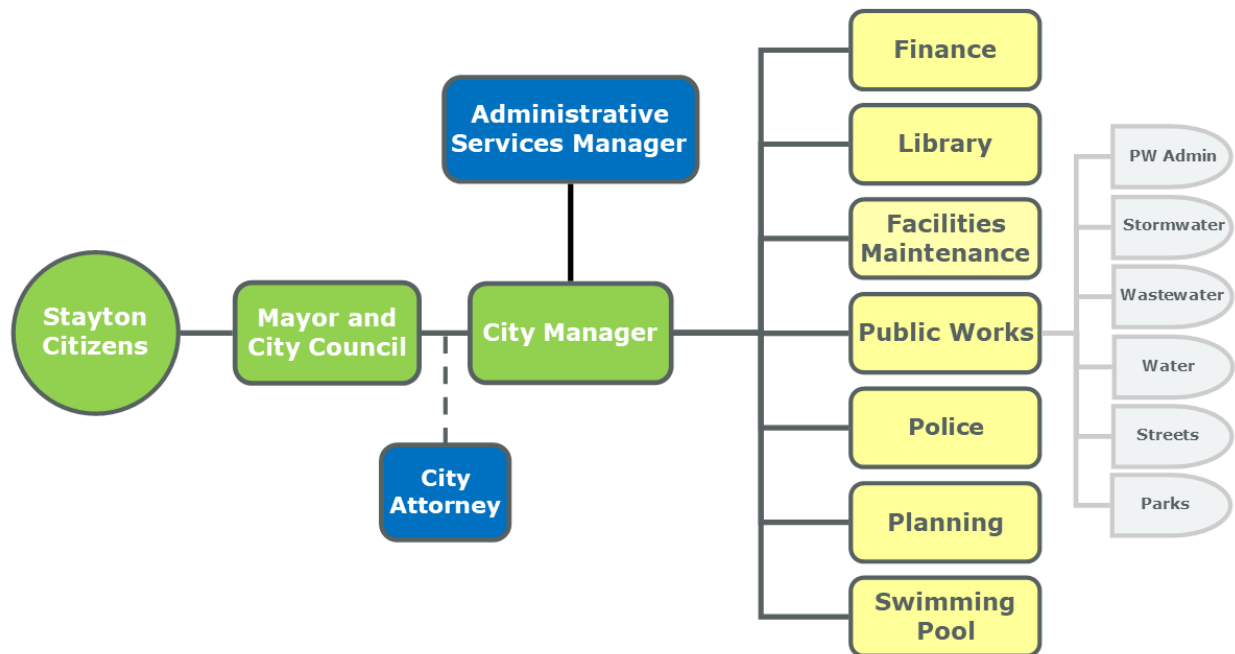 Stayton
Citizens
Mayor and
City Council
City Manager
Administrative
Services Manager
City
Attorney
Finance
Library
Facilities
Maintenance
Public Works
Police
Planning
Swimming
Pool
PW Admin
Stormwater
Wastewater
Water
Streets
Parks